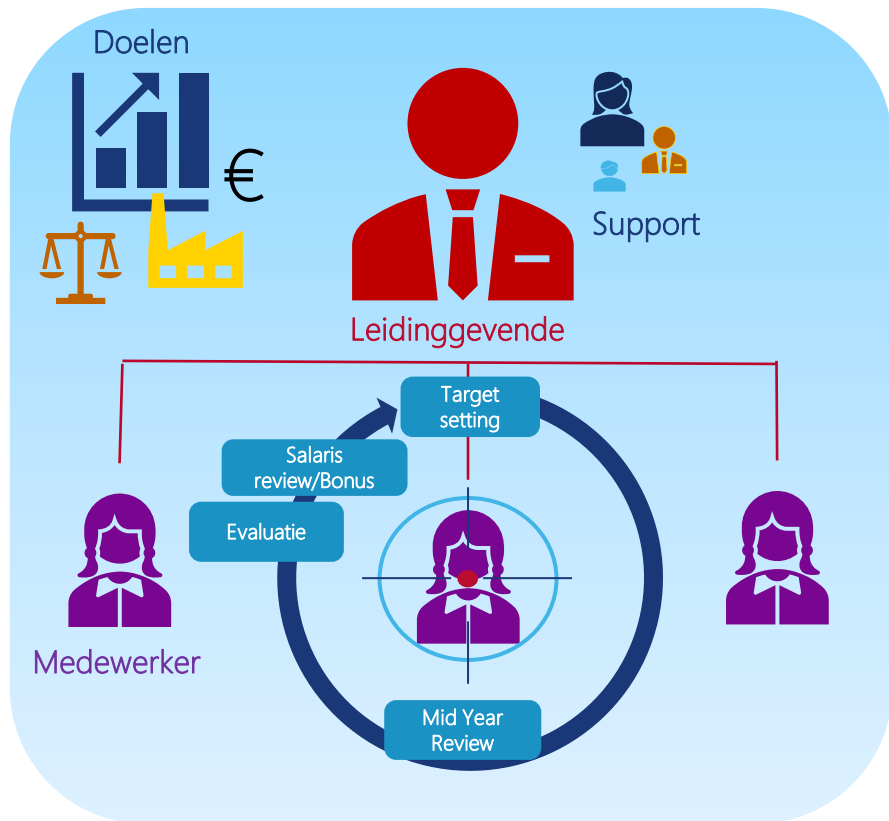 Doelen
€
Support
Leidinggevende
Target
setting
Salaris
review/Bonus
Evaluatie
Medewerker
Mid Year
Review